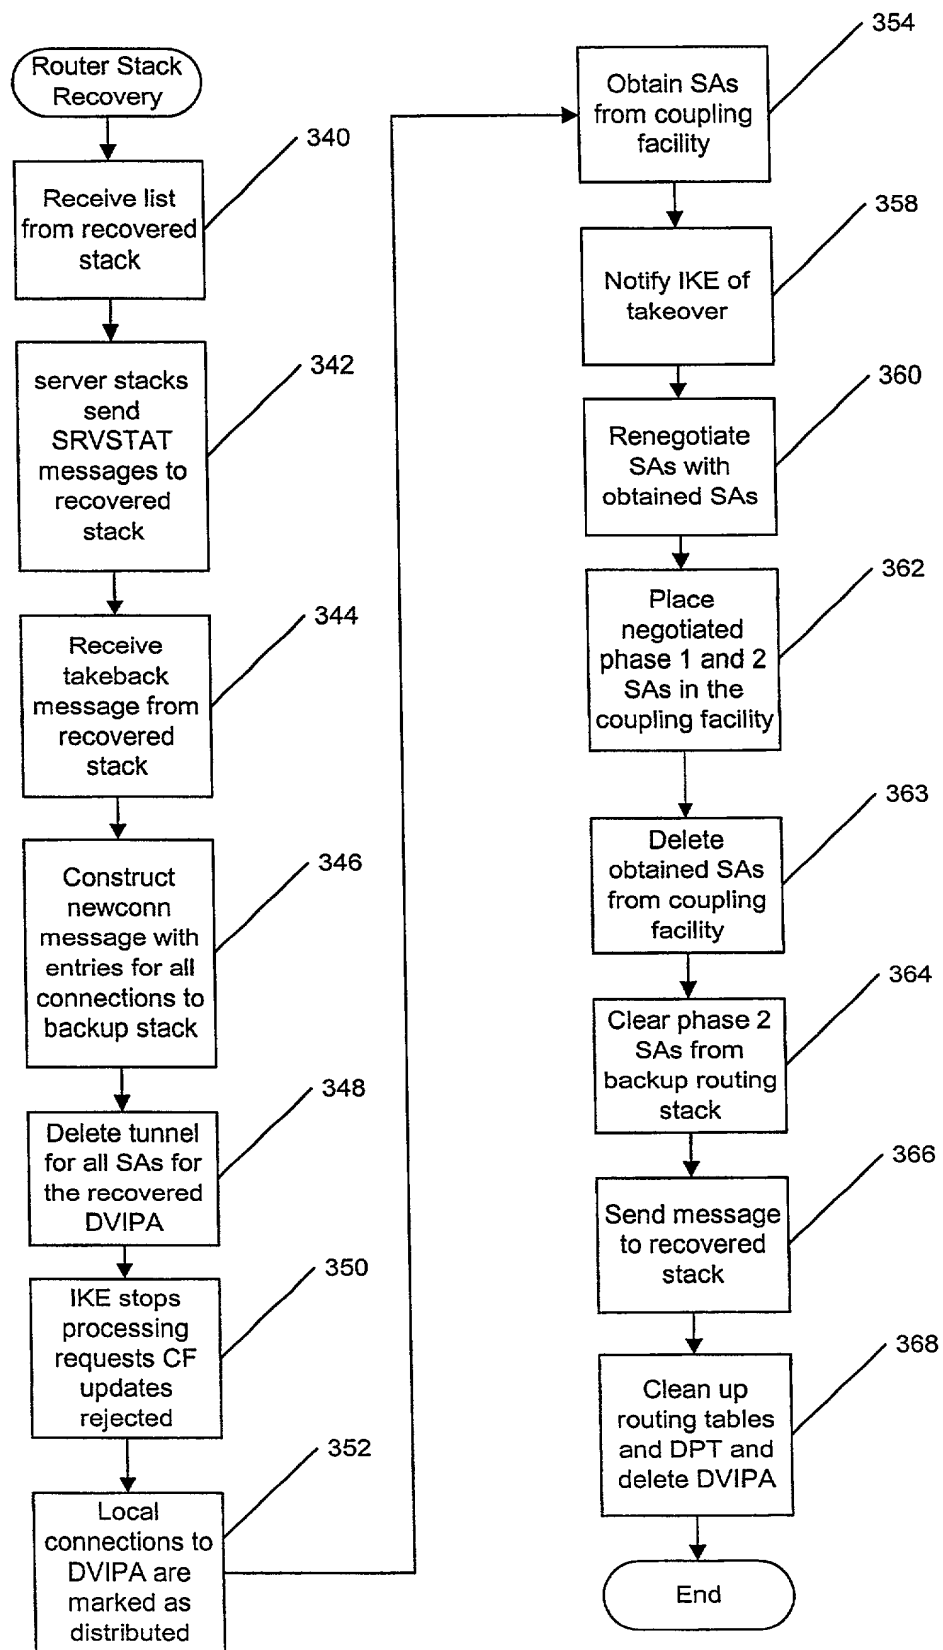 Router Stack
Recovery
340
Receive list
from recovered
stack
342
server stacks
send
SRVSTAT
messages to
recovered
stack
344
Receive
takeback
message from
recovered
stack
346
Construct
newconn
message with
entries for all
connections to
backup stack
348
Delete tunnel
for all SAs for
the recovered
DVIPA
350
IKE stops
processing
requests CF
updates
rejected
352
Local
connections to
DVIPA are
marked as
distributed
354
Obtain SAs
from coupling
facility
358
Notify IKE of
takeover
360
Renegotiate
SAs with
obtained SAs
362
Place
negotiated
phase 1 and 2
SAs in the
coupling facility
363
Delete
obtained SAs
from coupling
facility
364
Clear phase 2
SAs from
backup routing
stack
366
Send message
to recovered
stack
368
Clean up
routing tables
and DPT and
delete DVIPA
End